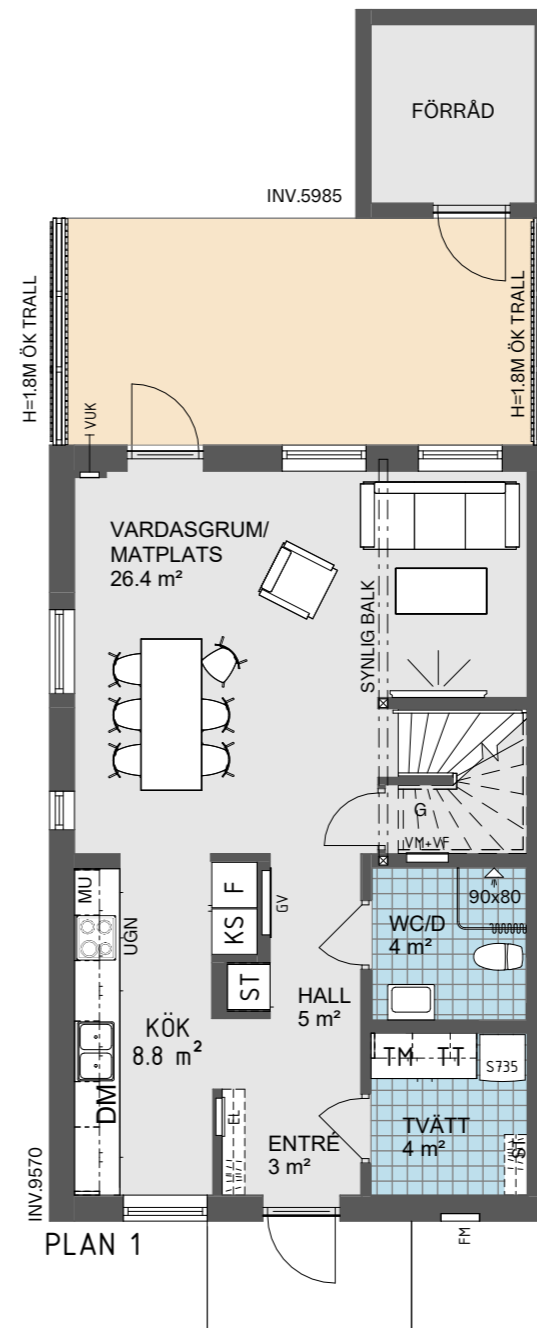 FÖRRÅD
INV.5985
H=1.8M ÖK TRALL
H=1.8M ÖK TRALL
VUK
VARDASGRUM/
MATPLATS
26.4 m²
SYNLIG BALK
G
VM+VF
MU
UGN
F
KS
GV
ST
WC/D
4 m²
90x80
HALL
5 m²
KÖK
8.8 m²
DM
TM
TT
S735
TVÄTT
4 m²
ST
EL
ENTRÉ
3 m²
INV.9570
FM
PLAN 1